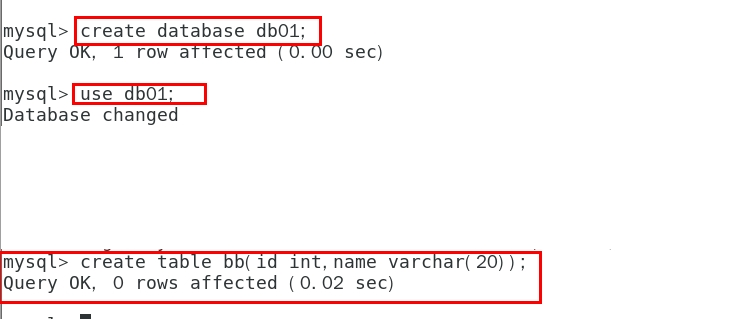 mysql> create database db01;
Query OK, 1 row affected (0.00 sec)
mysql> use db01;
Database changed
mysql> create table bb(id int,name varchar(20));
Query OK, 0 rows affected (0.02 sec)